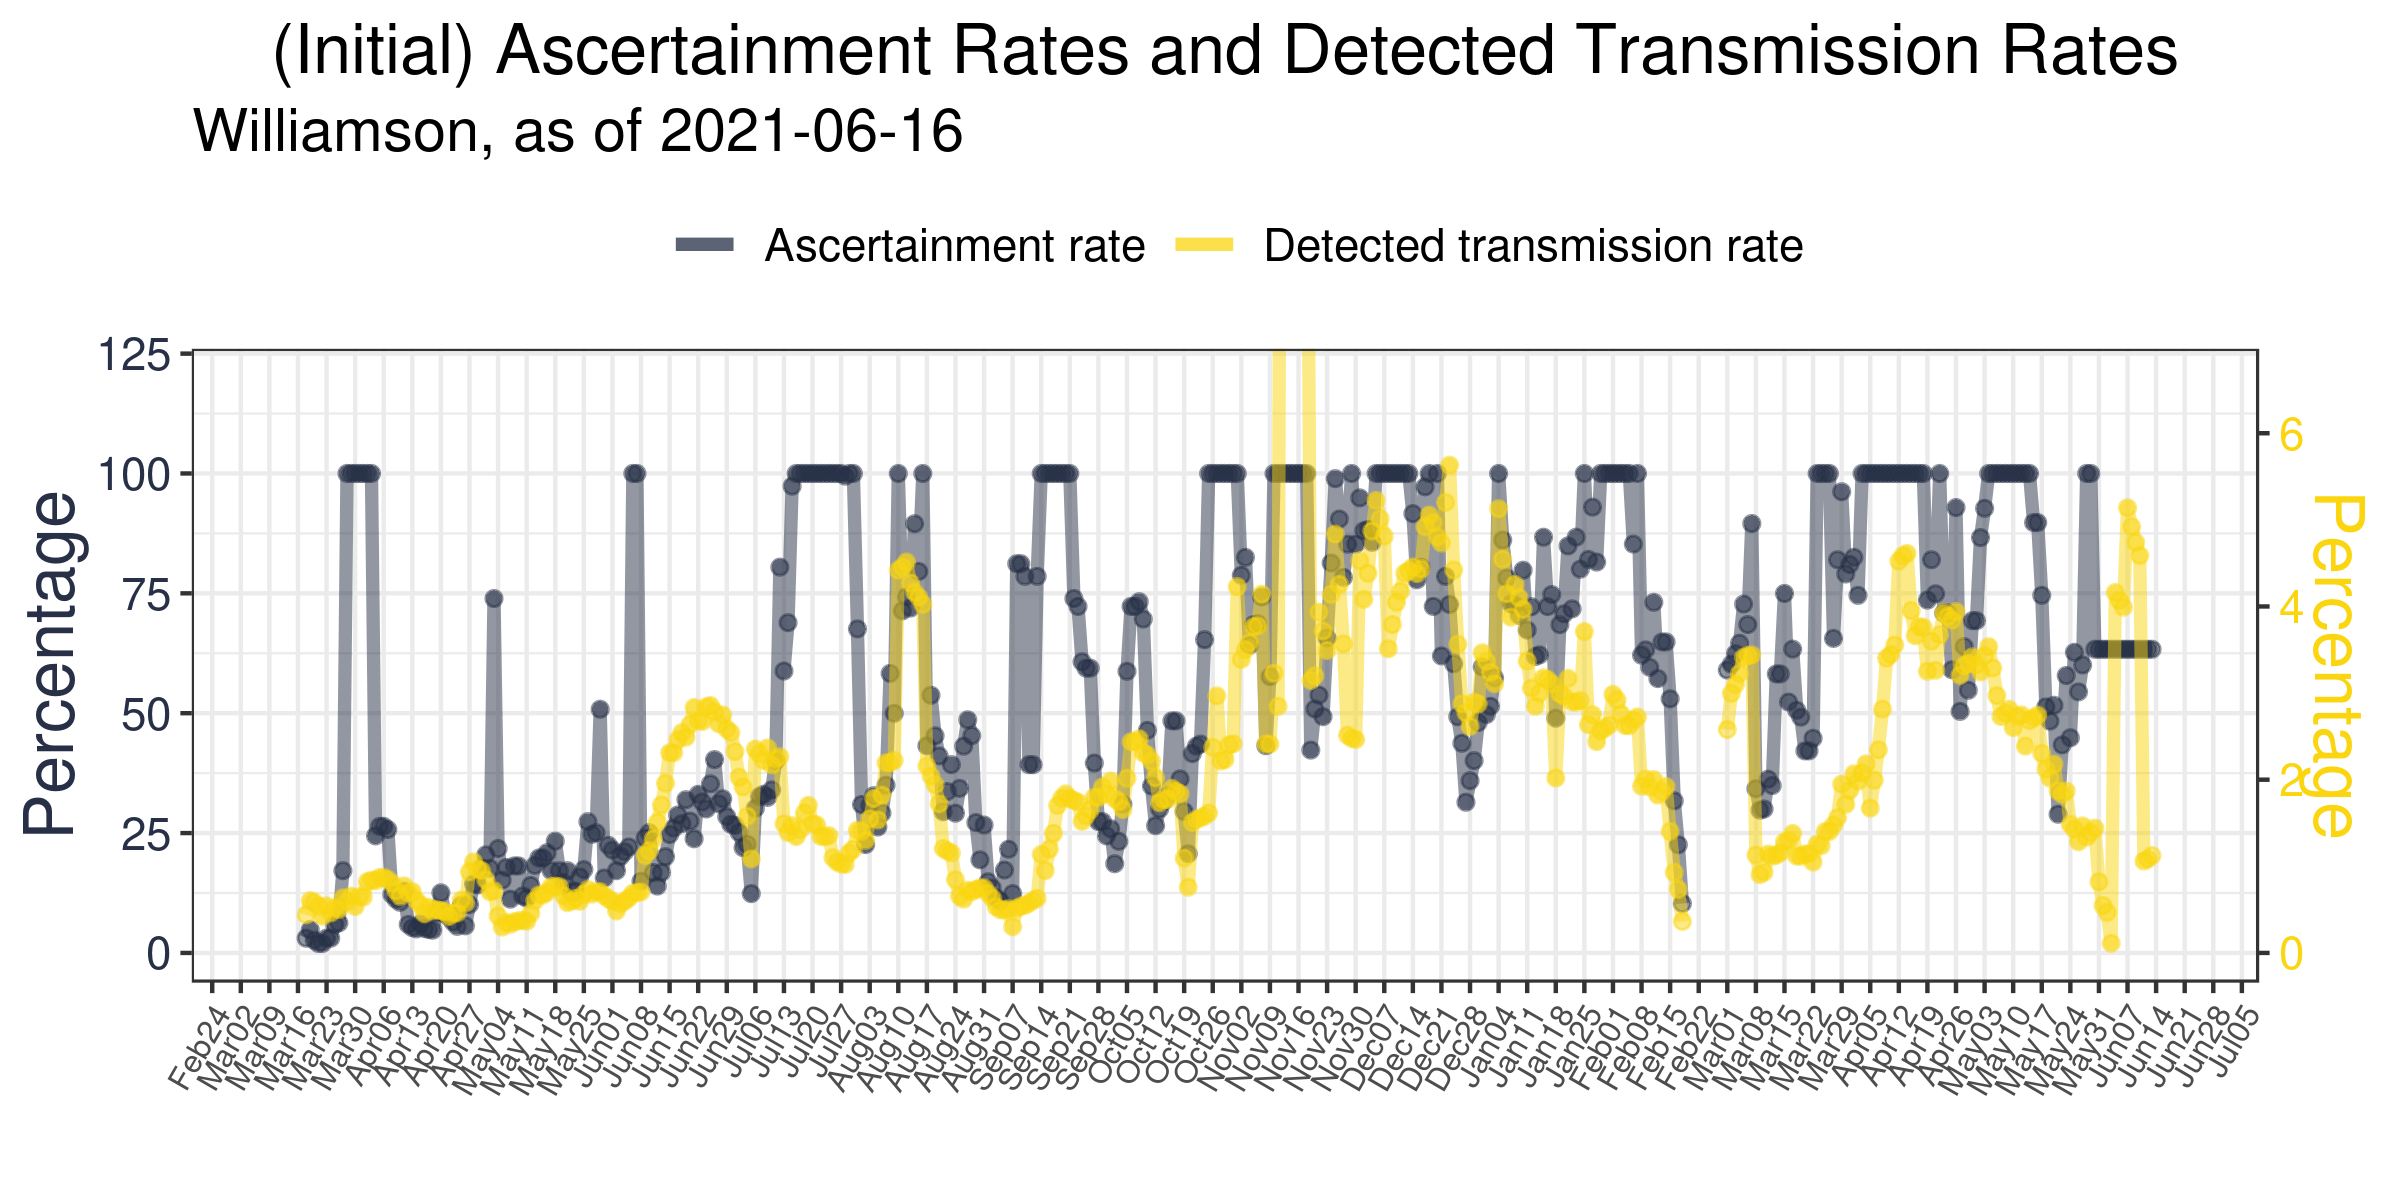 (Initial) Ascertainment Rates and Detected Transmission Rates
Williamson, as of 2021-06-16
Ascertainment rate
Detected transmission rate
Percentage
125
100
75
50
25
0
6
4
2
0
Percentage
Feb24
Mar02
Mar09
Mar16
Mar23
Mar30
Apr06
Apr13
Apr20
Apr27
May04
May11
May18
May25
Jun01
Jun08
Jun15
Jun22
Jun29
Jul06
Jul13
Jul20
Jul27
Aug03
Aug10
Aug17
Aug24
Aug31
Sep07
Sep14
Sep21
Sep28
Oct05
Oct12
Oct19
Oct26
Nov02
Nov09
Nov16
Nov23
Nov30
Dec07
Dec14
Dec21
Dec28
Jan04
Jan11
Jan18
Jan25
Feb01
Feb08
Feb15
Feb22
Mar01
Mar08
Mar15
Mar22
Mar29
Apr05
Apr12
Apr19
Apr26
May03
May10
May17
May24
May31
Jun07
Jun14
Jun21
Jun28
Jul05